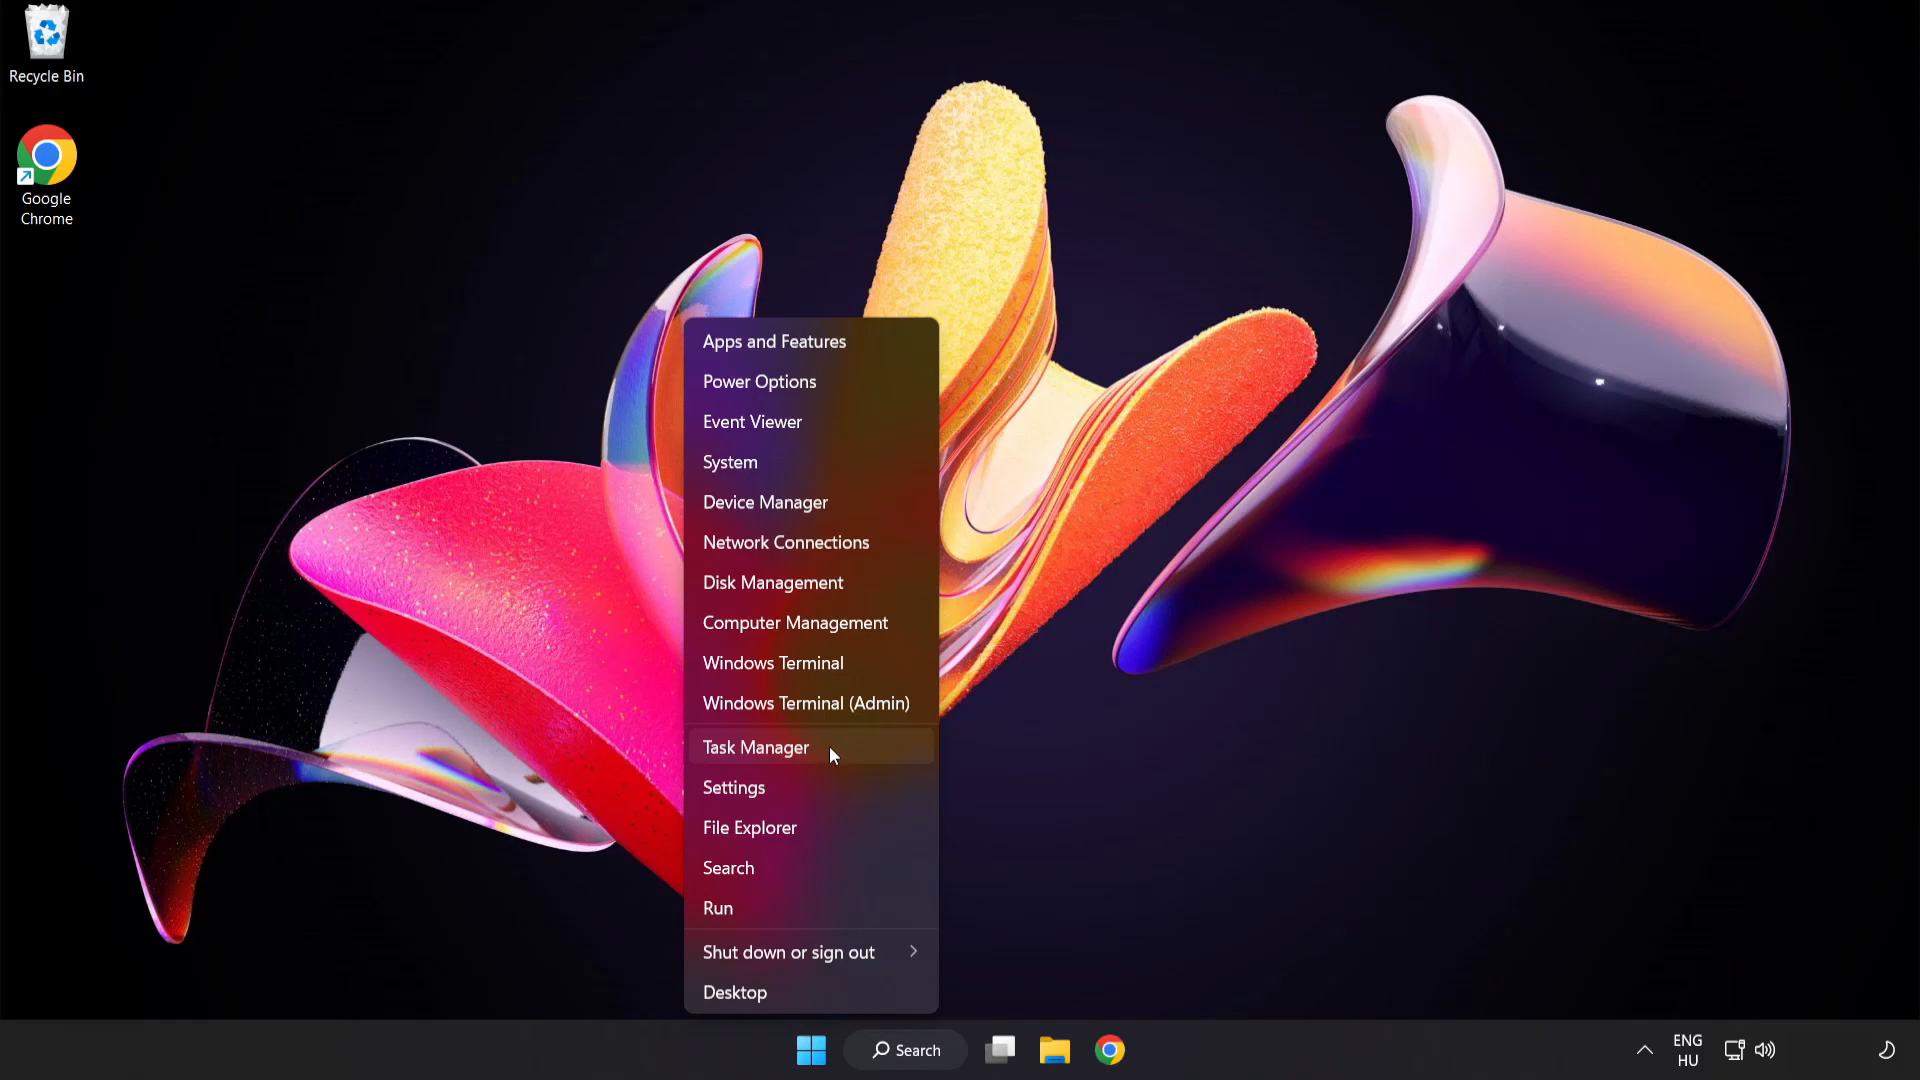 Recycle Bin
Google
Chrome
Apps and Features
Power Options
Event Viewer
System
Device Manager
Network Connections
Disk Management
Computer Management
Windows Terminal
Windows Terminal (Admin)
Task Manager
Settings
File Explorer
Search
Run
Shut down or sign out
Desktop
Search
ENG
HU